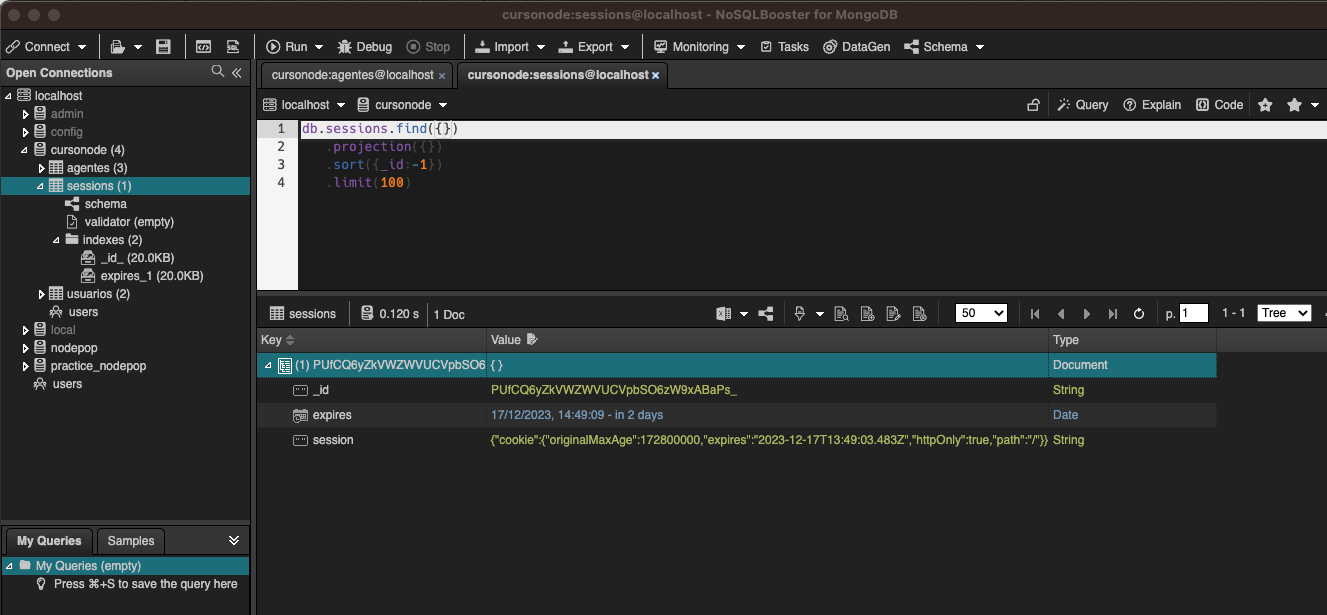 cursonode:sessions@localhost - NoSQLBooster for MongoDB
Connect Run Debug Stop Import Export Monitoring Tasks DataGen Schema
Open Connections
localhost
admin
config
cursonode (4)
agentes (3)
sessions (1)
schema
validator (empty)
indexes (2)
_id_ (20.0KB)
expires_1 (20.0KB)
usuarios (2)
users
local
nodepop
practice_nodepop
users
My Queries Samples
My Queries (empty)
Press ⌘+S to save the query here
cursonode:agentes@localhost × cursonode:sessions@localhost ×
localhost cursonode Query Explain Code
1 db.sessions.find({})
2 .projection({})
3 .sort({_id:-1})
4 .limit(100)
sessions 0.120 s 1 Doc 50 p. 1 1 - 1 Tree
Key Value Type
(1) PUfCQ6yZkVWZWVUCVpbSO6 { } Document
_id PUfCQ6yZkVWZWVUCVpbSO6zW9xABaPs_ String
expires 17/12/2023, 14:49:09 - in 2 days Date
session {"cookie":{"originalMaxAge":172800000,"expires":"2023-12-17T13:49:03.483Z","httpOnly":true,"path":"/"}} String